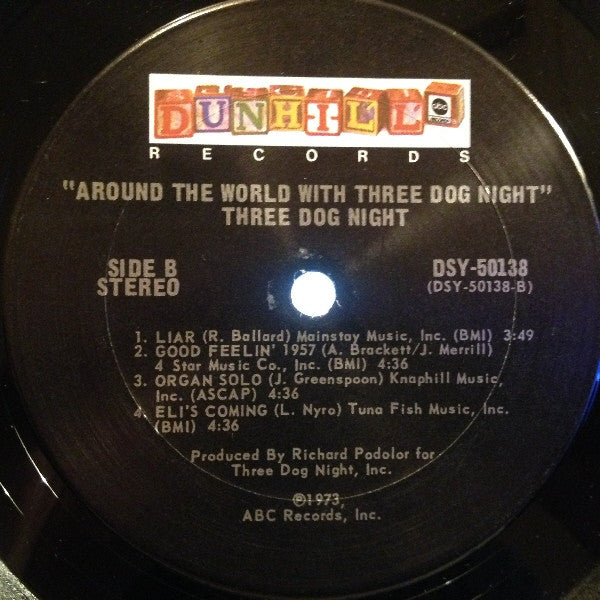 DUNHILL abc
RECORDS
"AROUND THE WORLD WITH THREE DOG NIGHT"
THREE DOG NIGHT
SIDE B
STEREO
DSY-50138
(DSY-50138-B)
1. LIAR (R. Ballard) Mainstay Music, Inc. (BMI) 3:49
2. GOOD FEELIN' 1957 (A. Brackett/J. Merrill)
4 Star Music Co., Inc. (BMI) 4:36
3. ORGAN SOLO (J. Greenspoon) Knaphill Music,
Inc. (ASCAP) 4:36
4. ELI'S COMING (L. Nyro) Tuna Fish Music, Inc.
(BMI) 4:36
Produced By Richard Podolor for
Three Dog Night, Inc.
℗1973,
ABC Records, Inc.